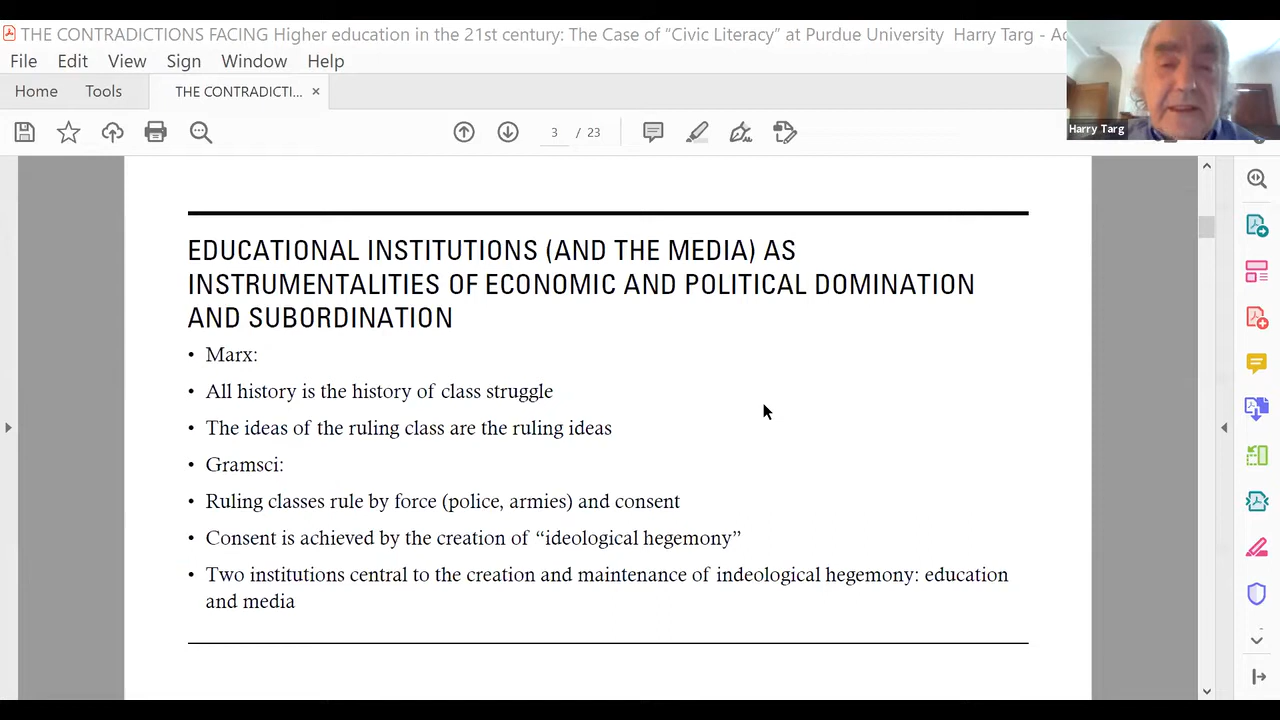 THE CONTRADICTIONS FACING Higher education in the 21st century: The Case of "Civic Literacy" at Purdue University Harry Targ - Ac
File Edit View Sign Window Help
Home Tools THE CONTRADICTI... ×
3 / 23
Harry Targ
EDUCATIONAL INSTITUTIONS (AND THE MEDIA) AS
INSTRUMENTALITIES OF ECONOMIC AND POLITICAL DOMINATION
AND SUBORDINATION
• Marx:
• All history is the history of class struggle
• The ideas of the ruling class are the ruling ideas
• Gramsci:
• Ruling classes rule by force (police, armies) and consent
• Consent is achieved by the creation of “ideological hegemony”
• Two institutions central to the creation and maintenance of indeological hegemony: education
and media